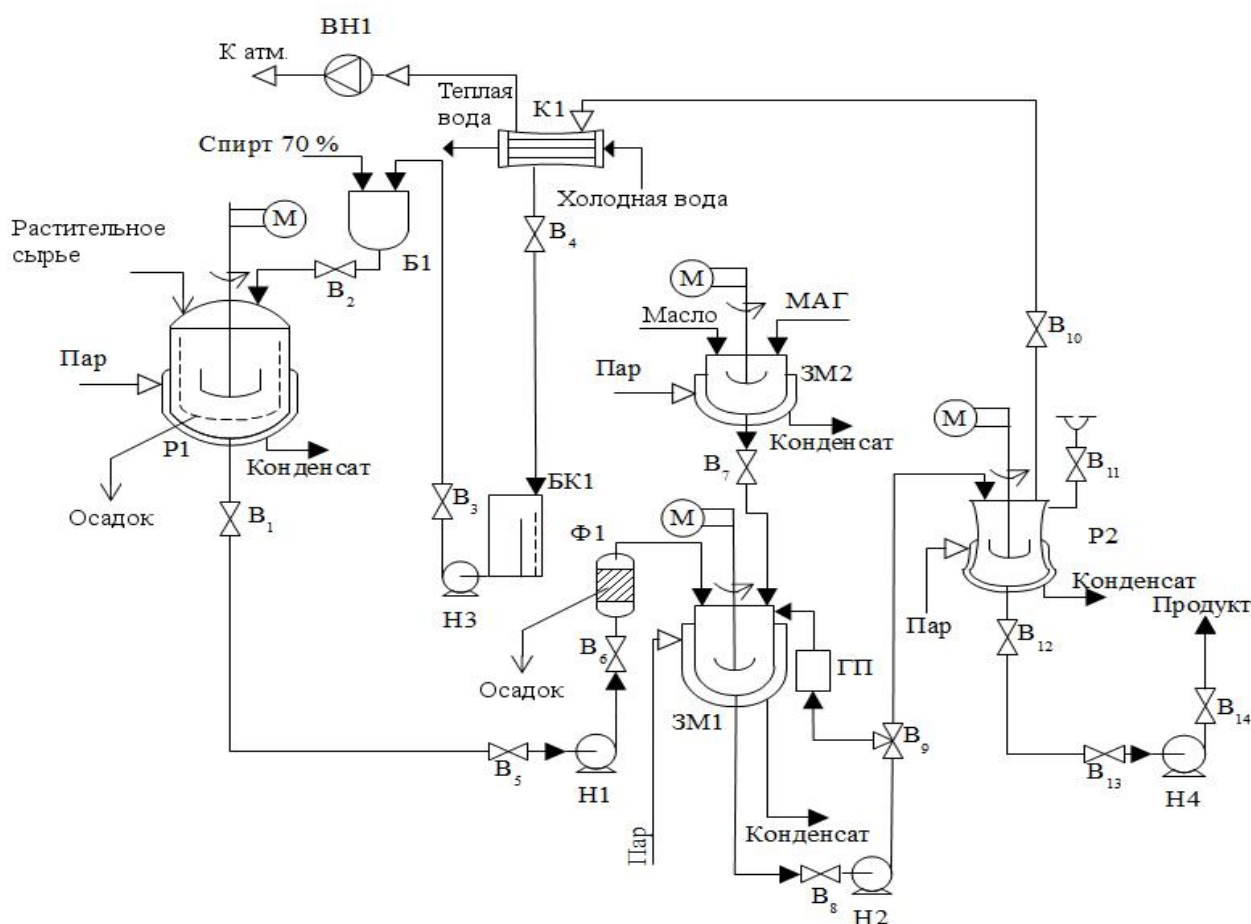 ВН1
К атм.
Теплая
вода
К1
Спирт 70 %
М
Холодная вода
Растительное
сырье
В4
Б1
В2
М
МАГ
Масло
В10
Пар
Пар
ЗМ2
М
Р1
Конденсат
Конденсат
В7
В11
БК1
В3
Осадок
В1
Ф1
М
Р2
Конденсат
Продукт
Н3
Пар
В12
В6
ГП
Осадок
ЗМ1
В14
В9
В5
В13
Н1
Н4
Пар
Конденсат
В8
Н2